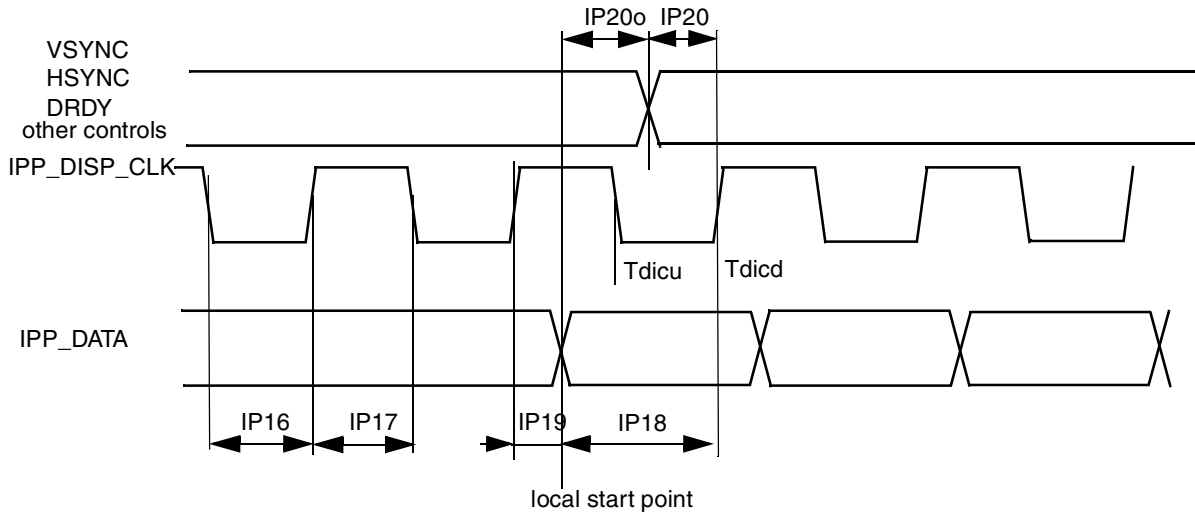 IP20o IP20
VSYNC
HSYNC
DRDY
other controls
IPP_DISP_CLK
Tdicu Tdicd
IPP_DATA
IP16 IP17 IP19 IP18
local start point